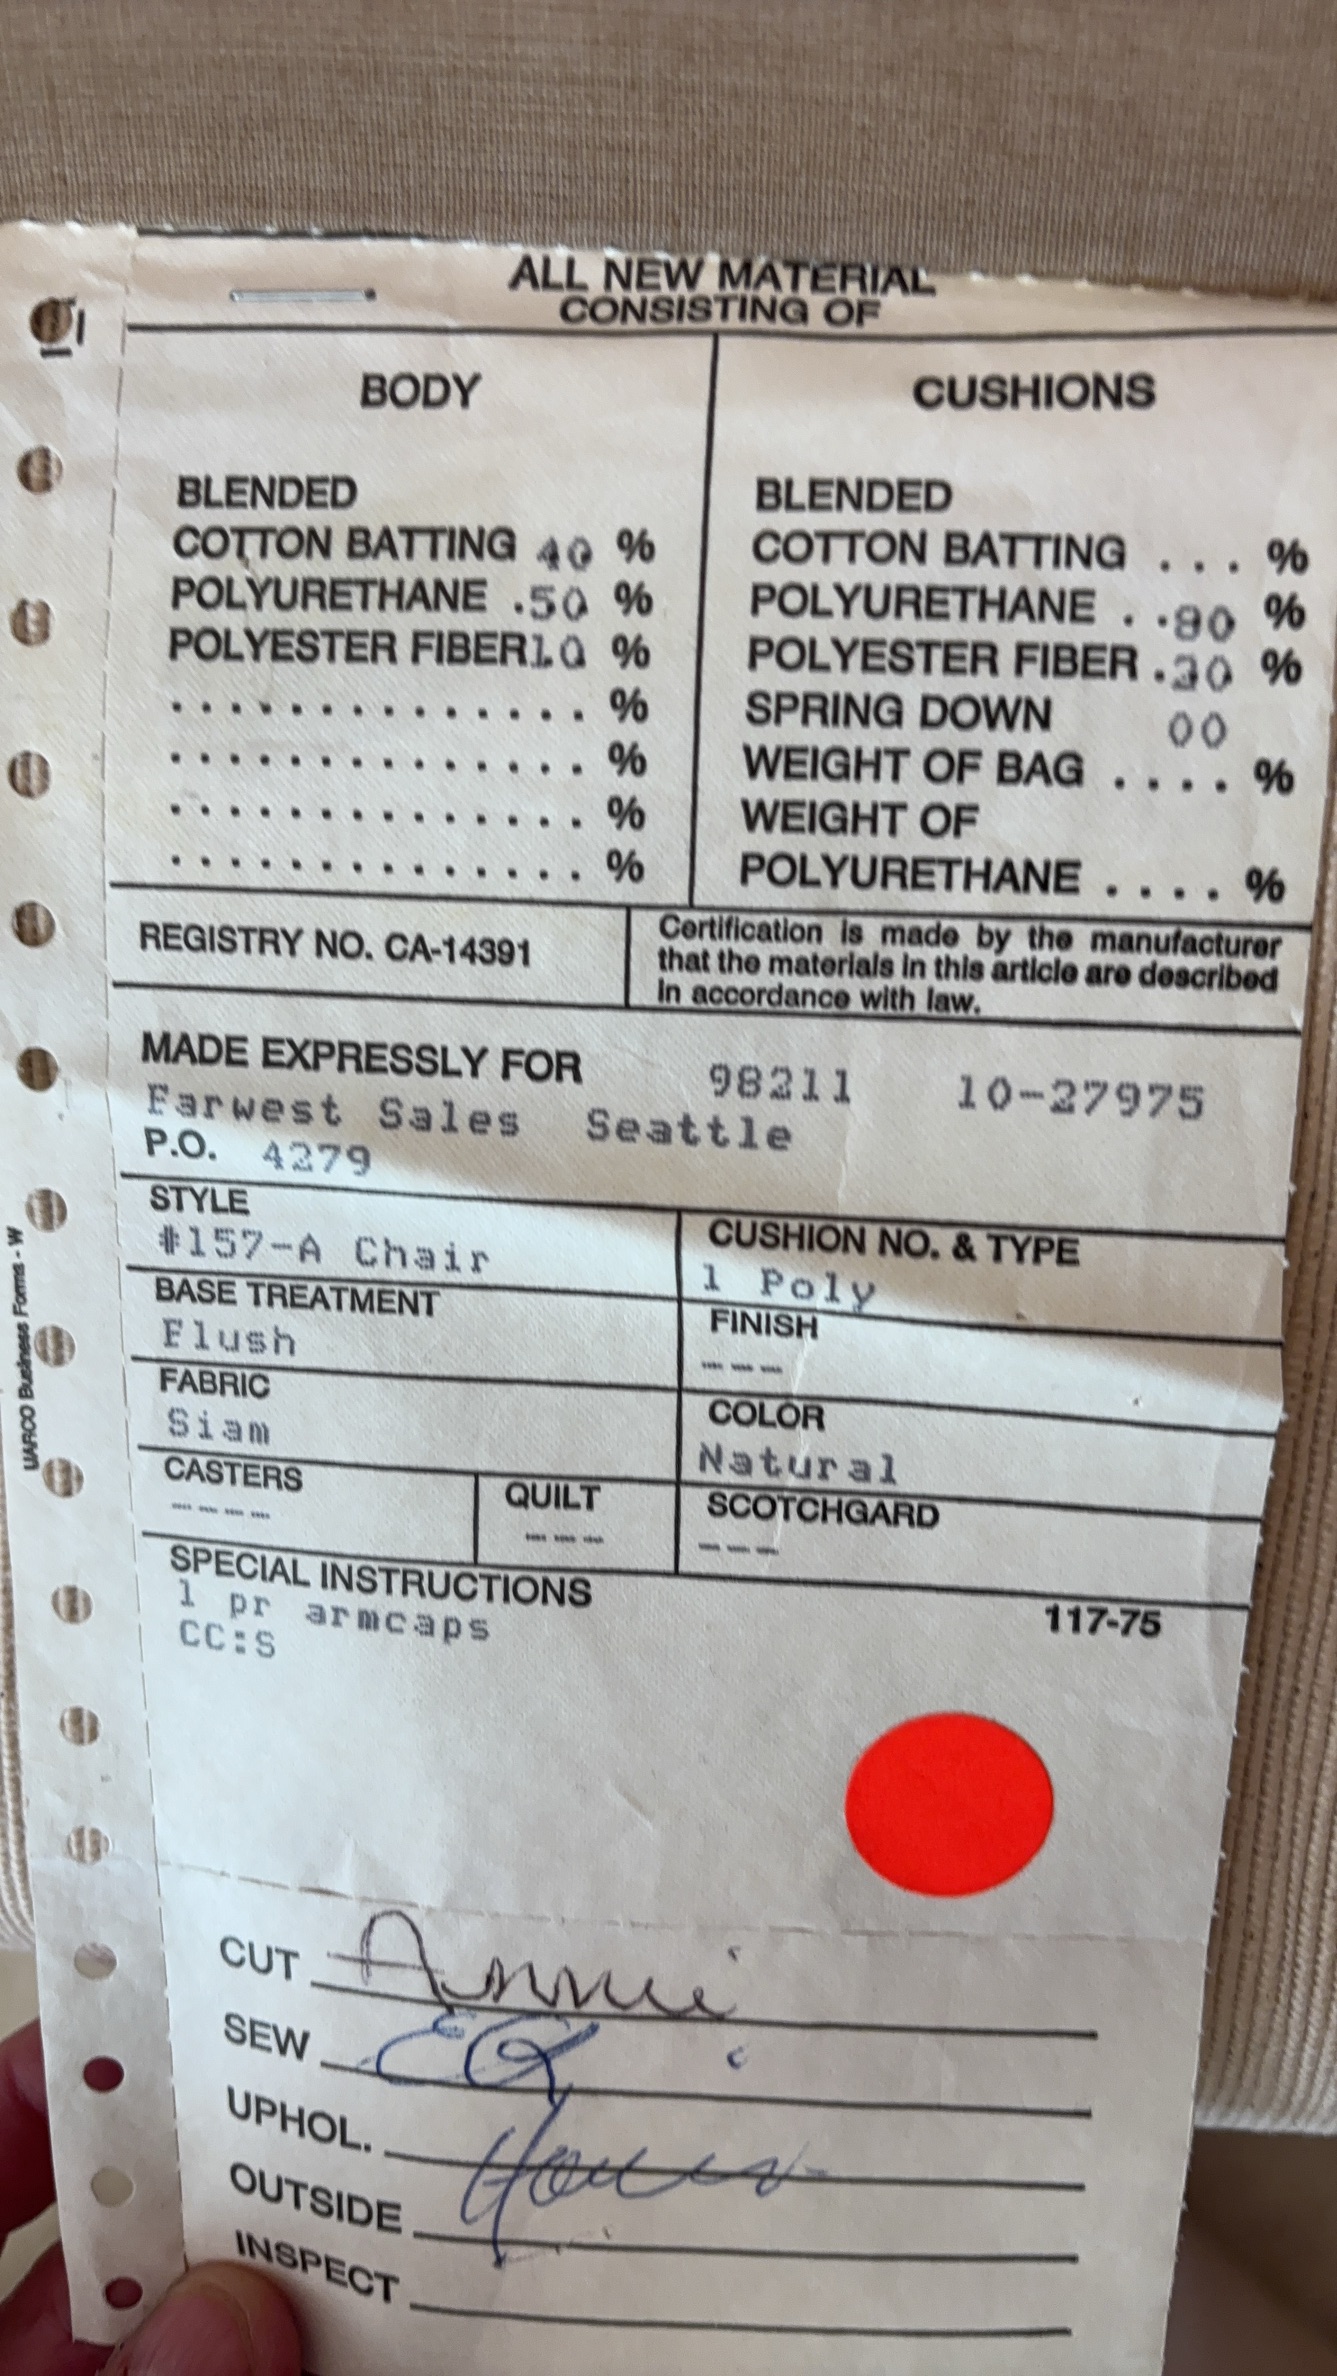 ALL NEW MATERIAL
CONSISTING OF
BODY
BLENDED
COTTON BATTING 40 %
POLYURETHANE .50 %
POLYESTER FIBER10 %
. . . . . . . . . . . . . . %
. . . . . . . . . . . . . . %
. . . . . . . . . . . . . . %
. . . . . . . . . . . . . . %
CUSHIONS
BLENDED
COTTON BATTING . . . %
POLYURETHANE . . 80 %
POLYESTER FIBER . %
SPRING DOWN 00
WEIGHT OF BAG . . . . %
WEIGHT OF
POLYURETHANE . . . . %
REGISTRY NO. CA-14391
Certification is made by the manufacturer
that the materials in this article are described
in accordance with law.
MADE EXPRESSLY FOR 98211 10-27975
Farwest Sales Seattle
P.O. 4279
STYLE
#157-A Chair
CUSHION NO. & TYPE
1 Poly
BASE TREATMENT
Flush
FINISH
---
FABRIC
Siam
COLOR
Natural
CASTERS
----
QUILT
---
SCOTCHGARD
---
SPECIAL INSTRUCTIONS
1 pr armcaps
CC:S
117-75
UARCO Business Forms - W
CUT Annie
SEW
UPHOL.
OUTSIDE
INSPECT